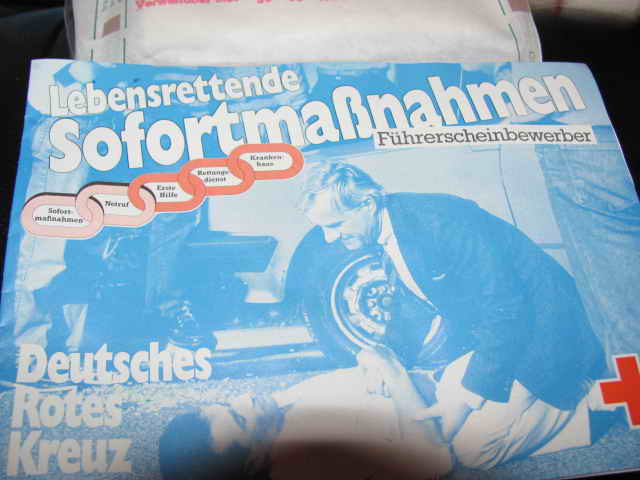 Lebensrettende
Sofortmaßnahmen
Führerscheinbewerber
Sofort-
maßnahmen
Notruf
Erste
Hilfe
Rettungs
dienst
Kranken-
haus
Deutsches
Rotes
Kreuz